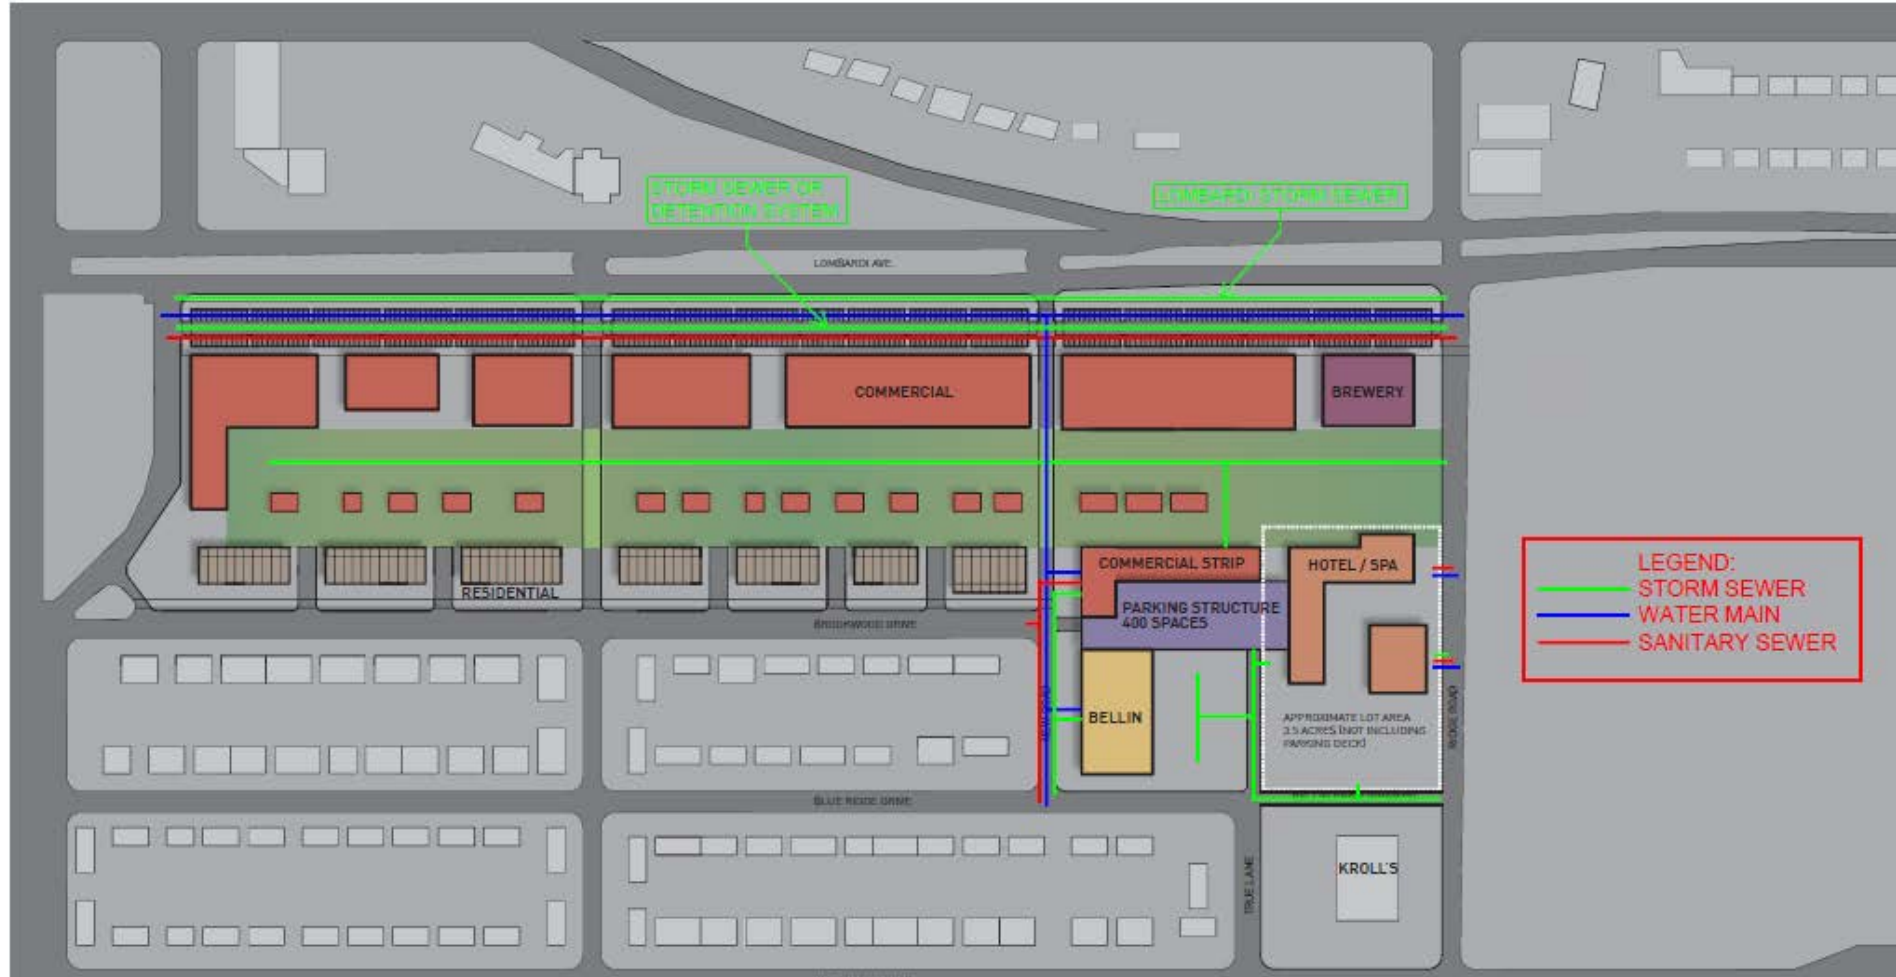 STORM SEWER OR
DETENTION SYSTEM
LOMBARDI STORM SEWER
LOMBARDI AVE.
COMMERCIAL
BREWERY
COMMERCIAL STRIP
HOTEL / SPA
RESIDENTIAL
PARKING STRUCTURE
400 SPACES
BROOKWOOD DRIVE
BELLIN
APPROXIMATE LOT AREA
3.5 ACRES (NOT INCLUDING
PARKING DECK)
RIDGE ROAD
BLUE RIDGE DRIVE
TRUE LANE
KROLL'S
LEGEND:
STORM SEWER
WATER MAIN
SANITARY SEWER